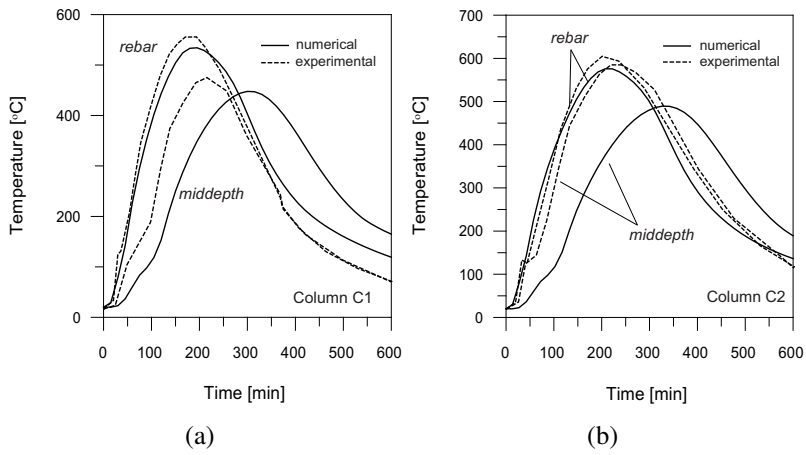 600
400
200
0
Temperature [°C]
rebar
numerical
experimental
middepth
Column C1
0 100 200 300 400 500 600
Time [min]
(a)
700
600
500
400
300
200
100
0
Temperature [°C]
rebar
numerical
experimental
middepth
Column C2
0 100 200 300 400 500 600
Time [min]
(b)